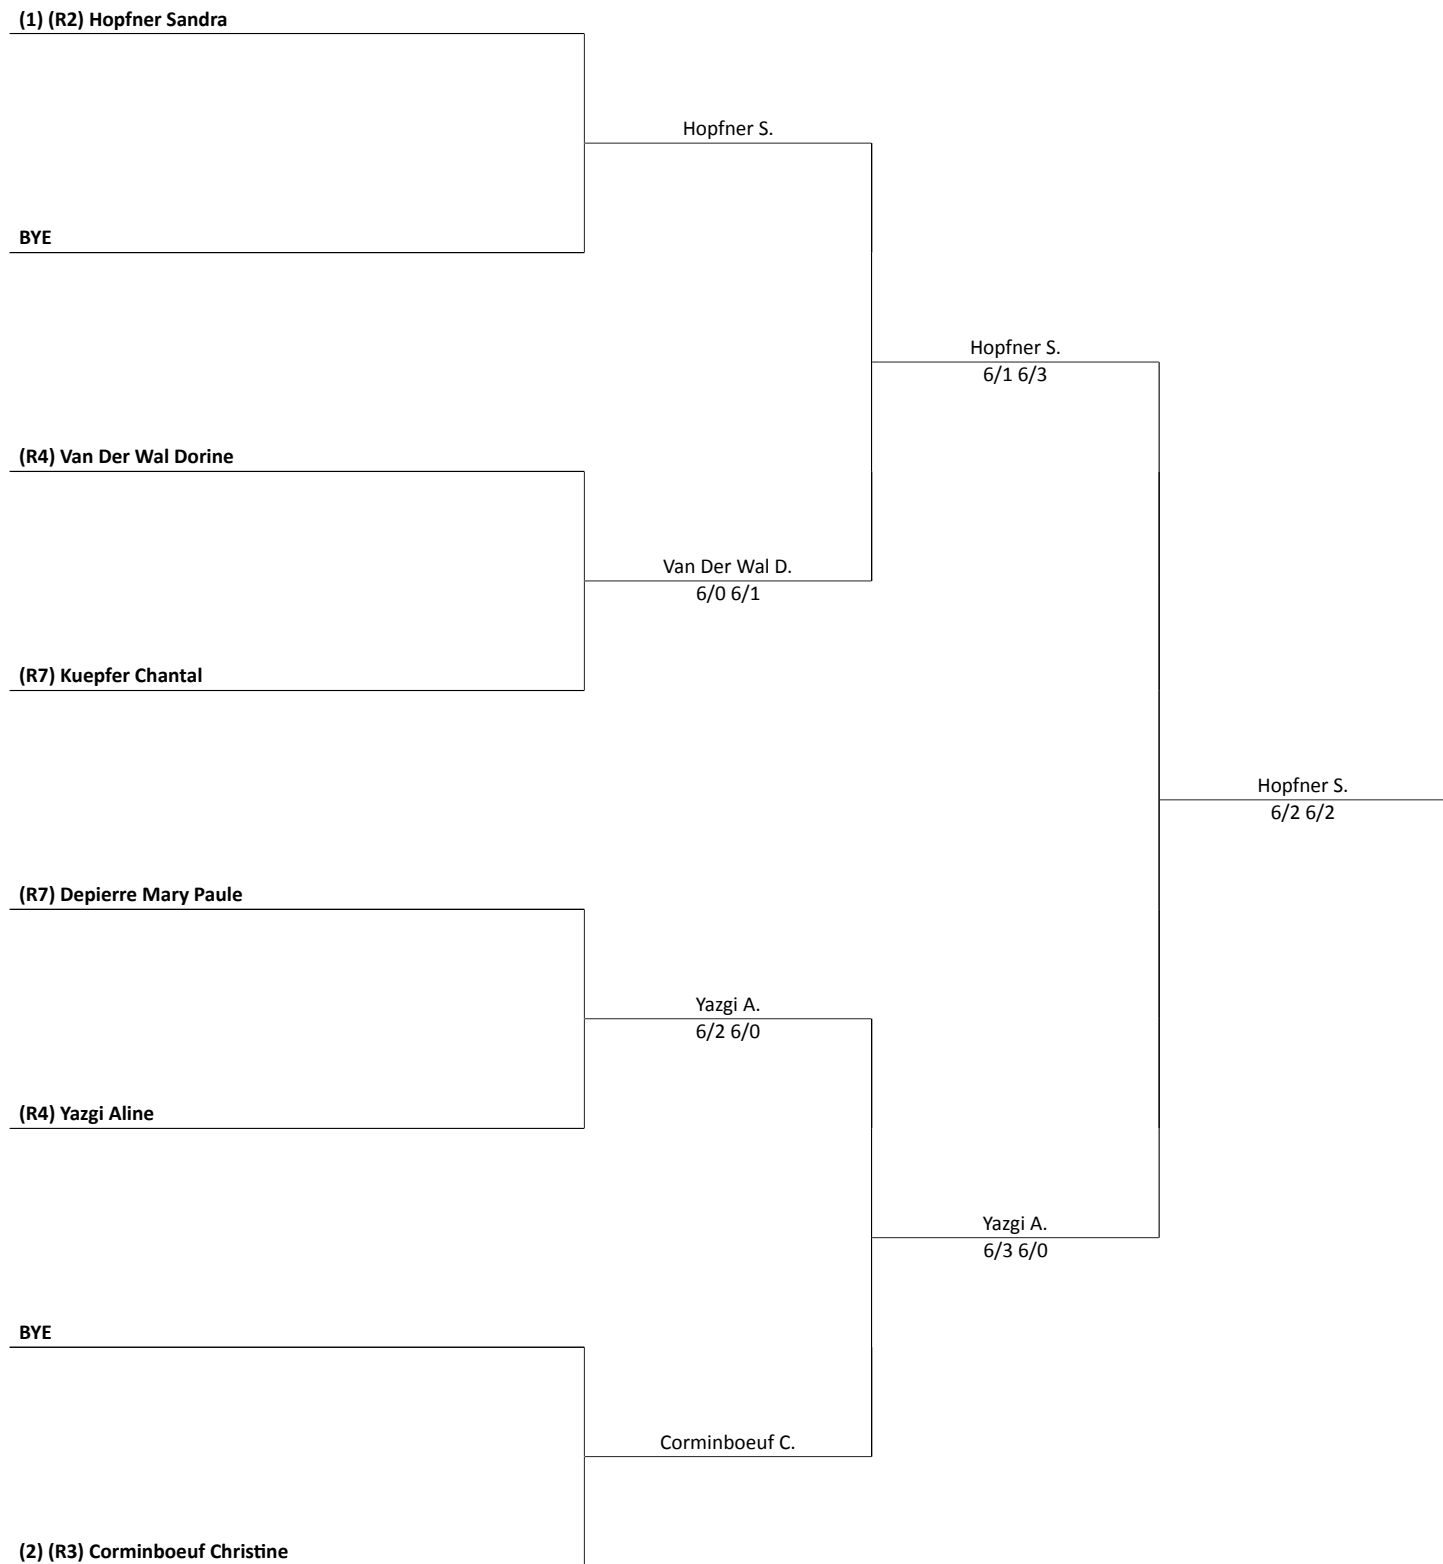 (1) (R2) Hopfner Sandra
Hopfner S.
BYE
Hopfner S.
6/1 6/3
(R4) Van Der Wal Dorine
Van Der Wal D.
6/0 6/1
(R7) Kuepfer Chantal
Hopfner S.
6/2 6/2
(R7) Depierre Mary Paule
Yazgi A.
6/2 6/0
(R4) Yazgi Aline
Yazgi A.
6/3 6/0
BYE
Corminboeuf C.
(2) (R3) Corminboeuf Christine